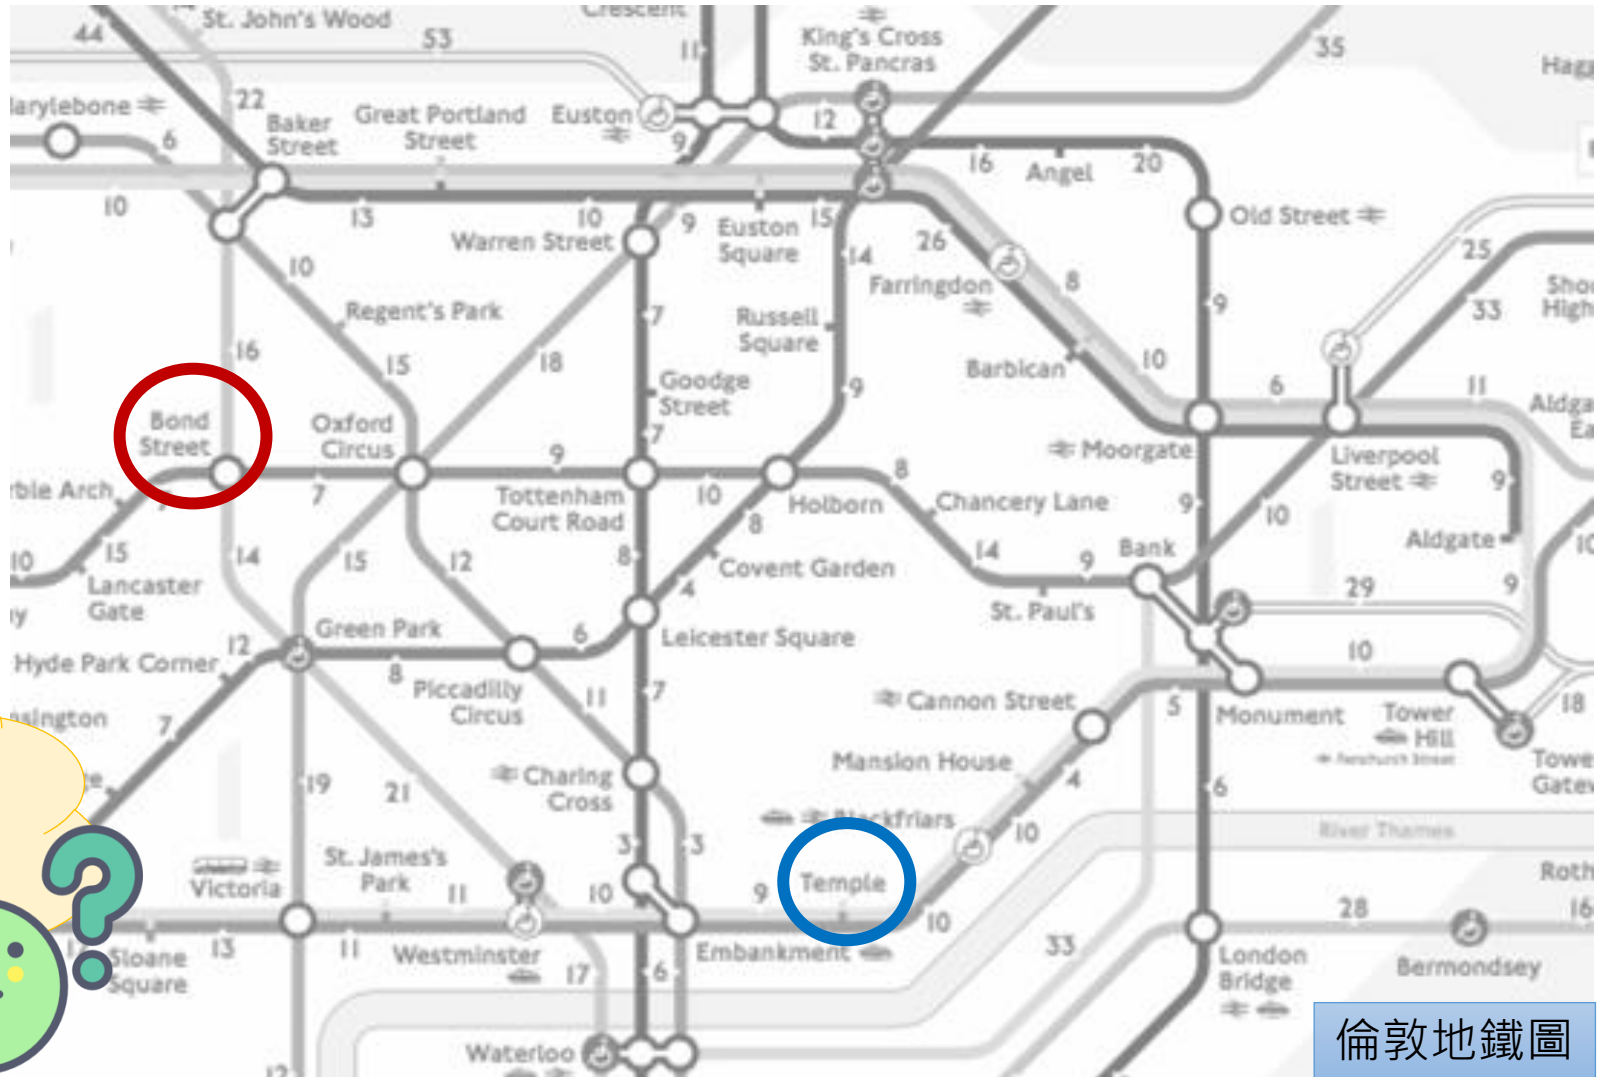 Crescent
St. John's Wood
44
53
11
King's Cross
St. Pancras
35
22
6
Baker
Street
Great Portland
Street
Euston
9
12
16
Angel
20
10
13
10
Warren Street
9
Euston
Square
15
14
26
Farringdon
8
Old Street
25
33
10
Regent's Park
16
15
18
7
Russell
Square
9
Barbican
10
9
6
11
Goodge
Street
7
Bond
Street
Oxford
Circus
7
9
Tottenham
Court Road
10
Holborn
8
Chancery Lane
Moorgate
Liverpool
Street
9
Aldgate
10
9
10
15
Lancaster
Gate
14
15
12
8
8
4
Covent Garden
14
9
Bank
St. Paul's
29
9
Green Park
12
Hyde Park Corner
8
6
Leicester Square
Piccadilly
Circus
11
7
7
Cannon Street
5
10
Monument
Tower
Hill
Fenchurch Street
18
Mansion House
4
Charing
Cross
19
21
6
3
3
Blackfriars
10
River Thames
Victoria
St. James's
Park
11
10
Temple
9
10
28
16
Sloane
Square
13
11
Westminster
17
6
Embankment
33
London
Bridge
Bermondsey
Waterloo
12
倫敦地鐵圖